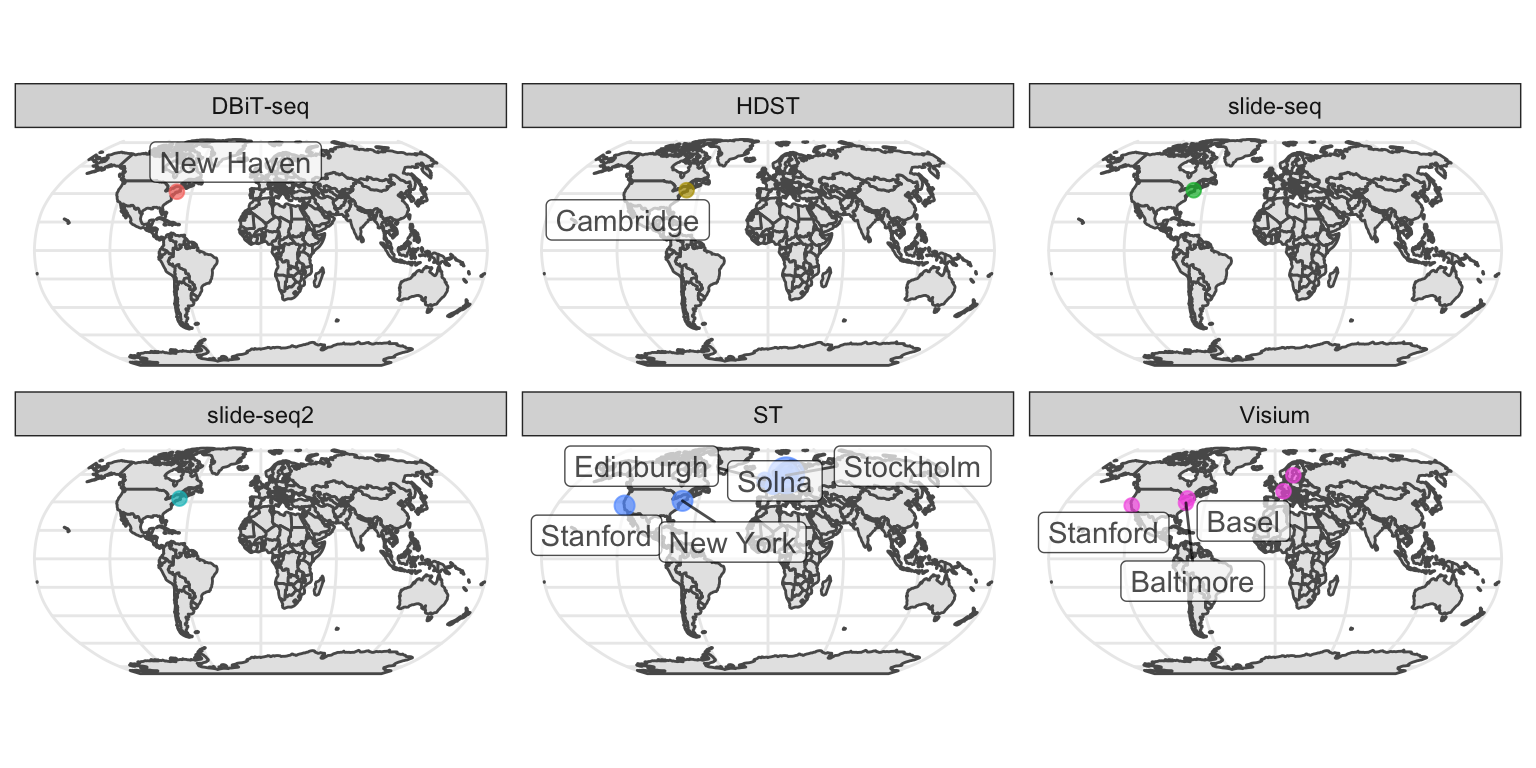 DBiT-seq
HDST
slide-seq
New Haven
Cambridge
slide-seq2
ST
Visium
Edinburgh
Solna
Stockholm
Stanford
New York
Stanford
Basel
Baltimore